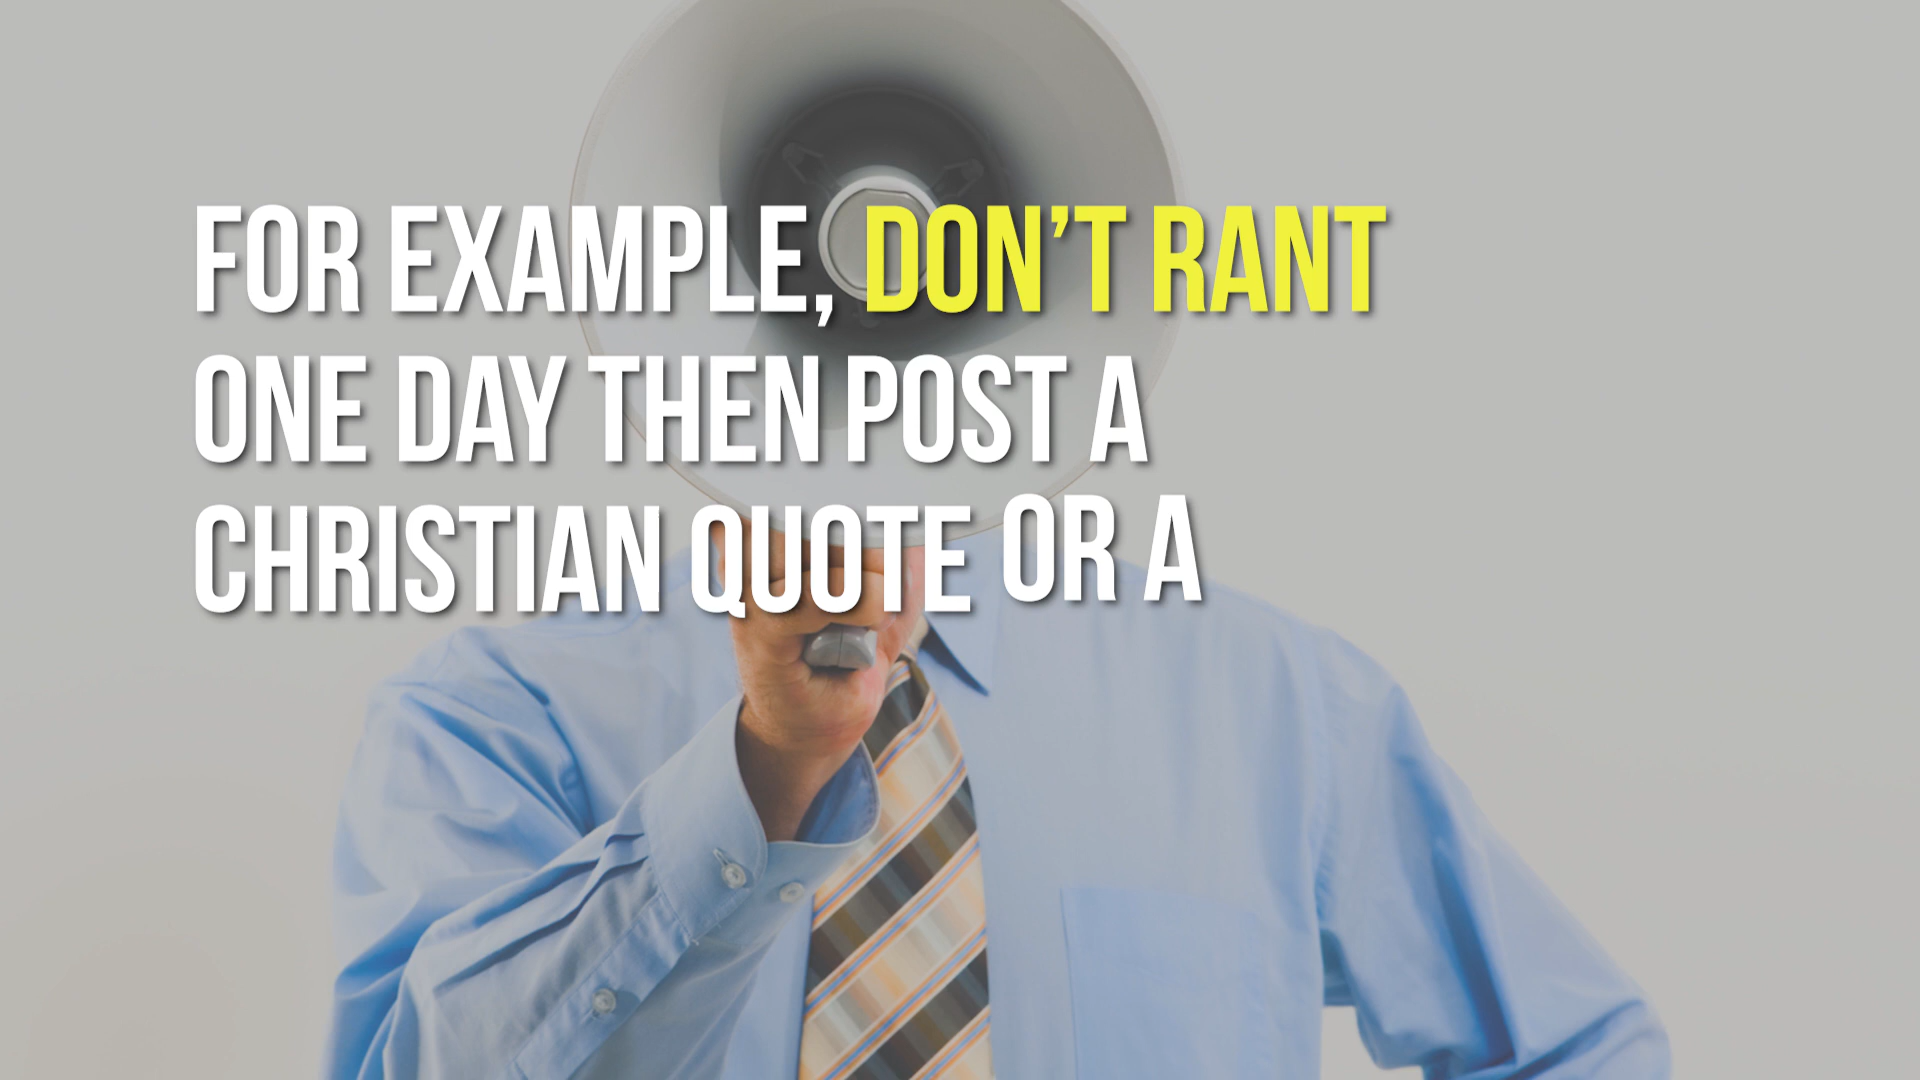 FOR EXAMPLE, DON'T RANT
ONE DAY THEN POST A
CHRISTIAN QUOTE OR A